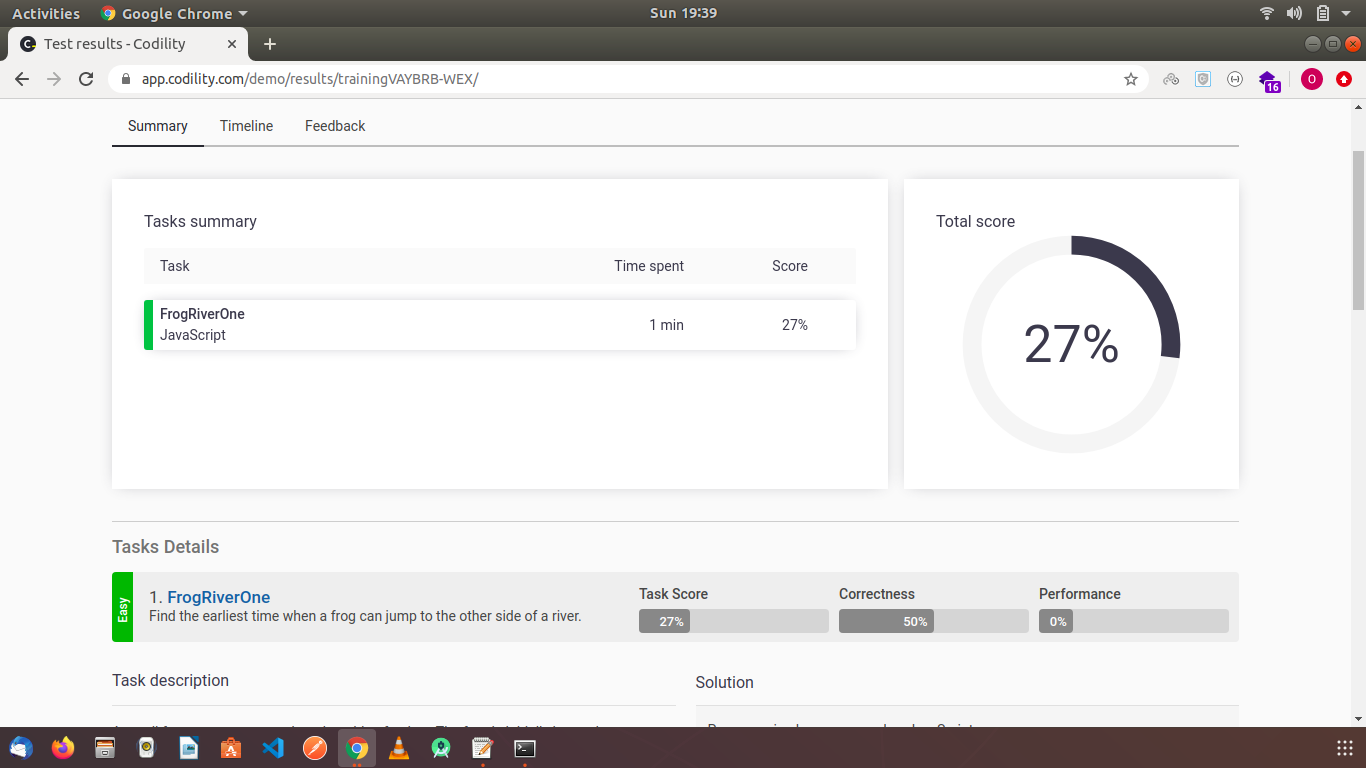 Activities
Google Chrome
Sun 19:39
Test results - Codility
app.codility.com/demo/results/trainingVAYBRB-WEX/
16
O
Summary Timeline Feedback
Tasks summary
Task Time spent Score
FrogRiverOne
JavaScript
1 min 27%
Total score
27%
Tasks Details
Easy
1. FrogRiverOne
Find the earliest time when a frog can jump to the other side of a river.
Task Score Correctness Performance
27% 50% 0%
Task description
Solution